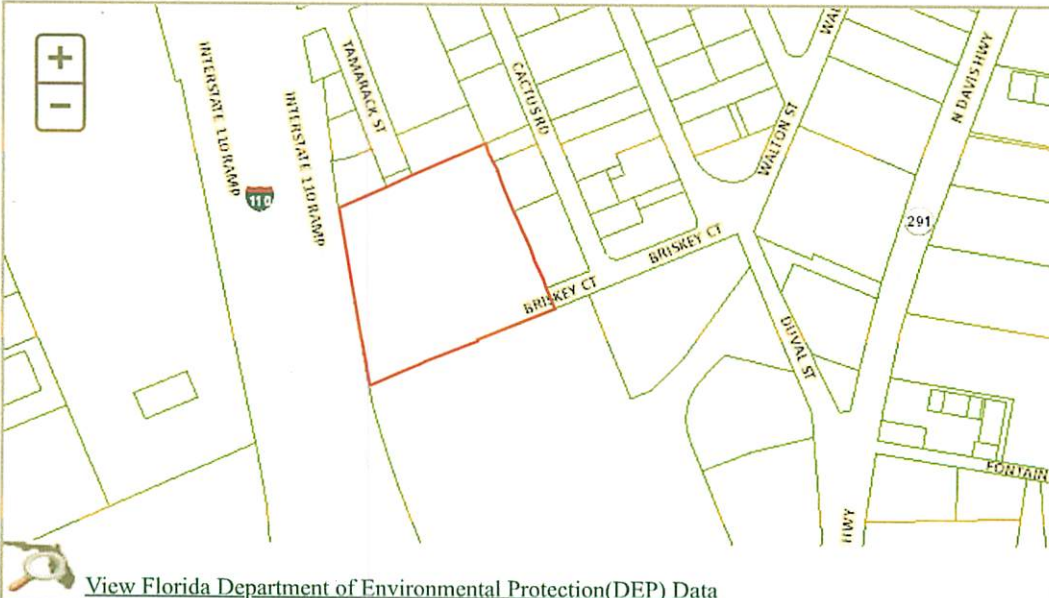 +
−
INTERSTATE 110 RAMP
INTERSTATE 110 RAMP
110
TAMARACK ST
CACTUS RD
WAL
WALTON ST
N DAVIS HWY
291
BRISKEY CT
BRISKEY CT
DUVAL ST
FONTAIN
HWY
View Florida Department of Environmental Protection(DEP) Data